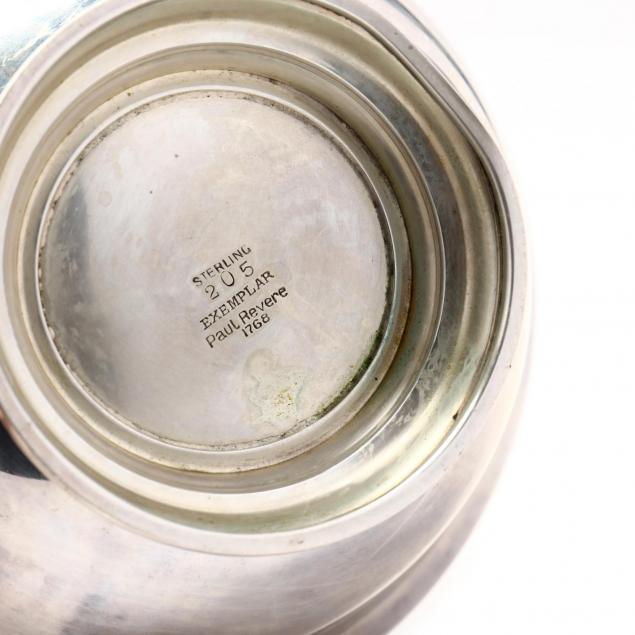 STERLING
205
EXEMPLAR
Paul Revere
1768